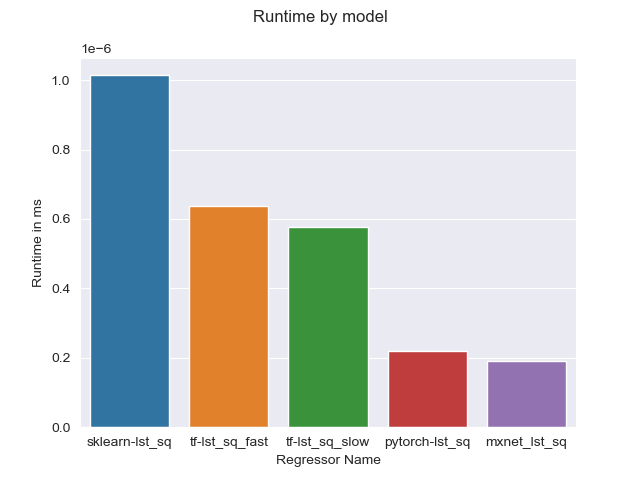 Runtime by model
1e−6
1.0
0.8
0.6
0.4
0.2
0.0
Runtime in ms
sklearn-lst_sq tf-lst_sq_fast tf-lst_sq_slow pytorch-lst_sq mxnet_lst_sq
Regressor Name